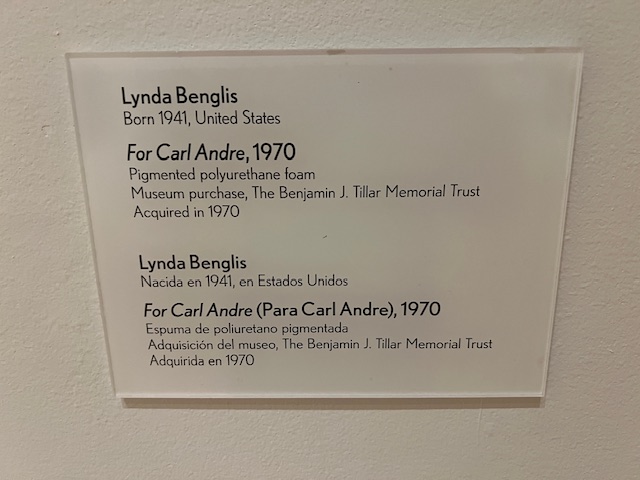 Lynda Benglis
Born 1941, United States
For Carl Andre, 1970
Pigmented polyurethane foam
Museum purchase, The Benjamin J. Tillar Memorial Trust
Acquired in 1970
Lynda Benglis
Nacida en 1941, en Estados Unidos
For Carl Andre (Para Carl Andre), 1970
Espuma de poliuretano pigmentada
Adquisición del museo, The Benjamin J. Tillar Memorial Trust
Adquirida en 1970